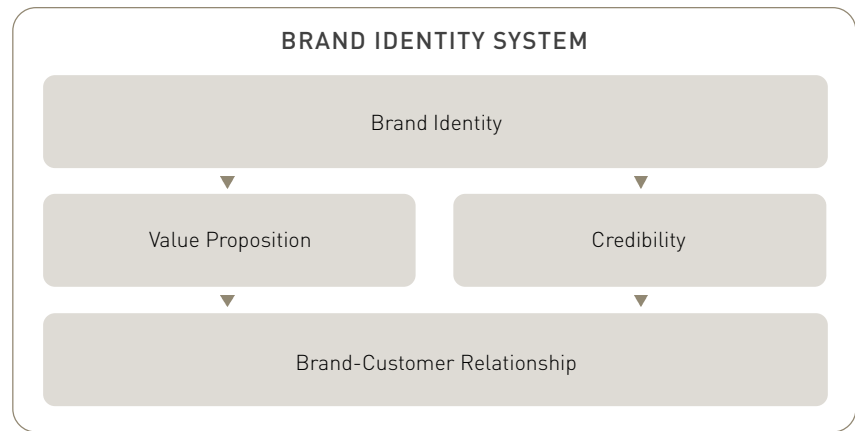 BRAND IDENTITY SYSTEM
Brand Identity
Value Proposition
Credibility
Brand-Customer Relationship